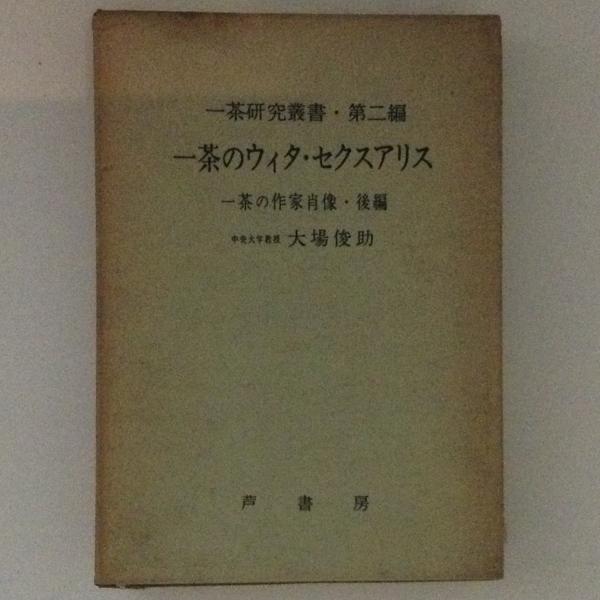 一茶研究叢書・第二編
一茶のウィタ・セクスアリス
一茶の作家肖像・後編
中央大学教授 大場俊助
芦書房